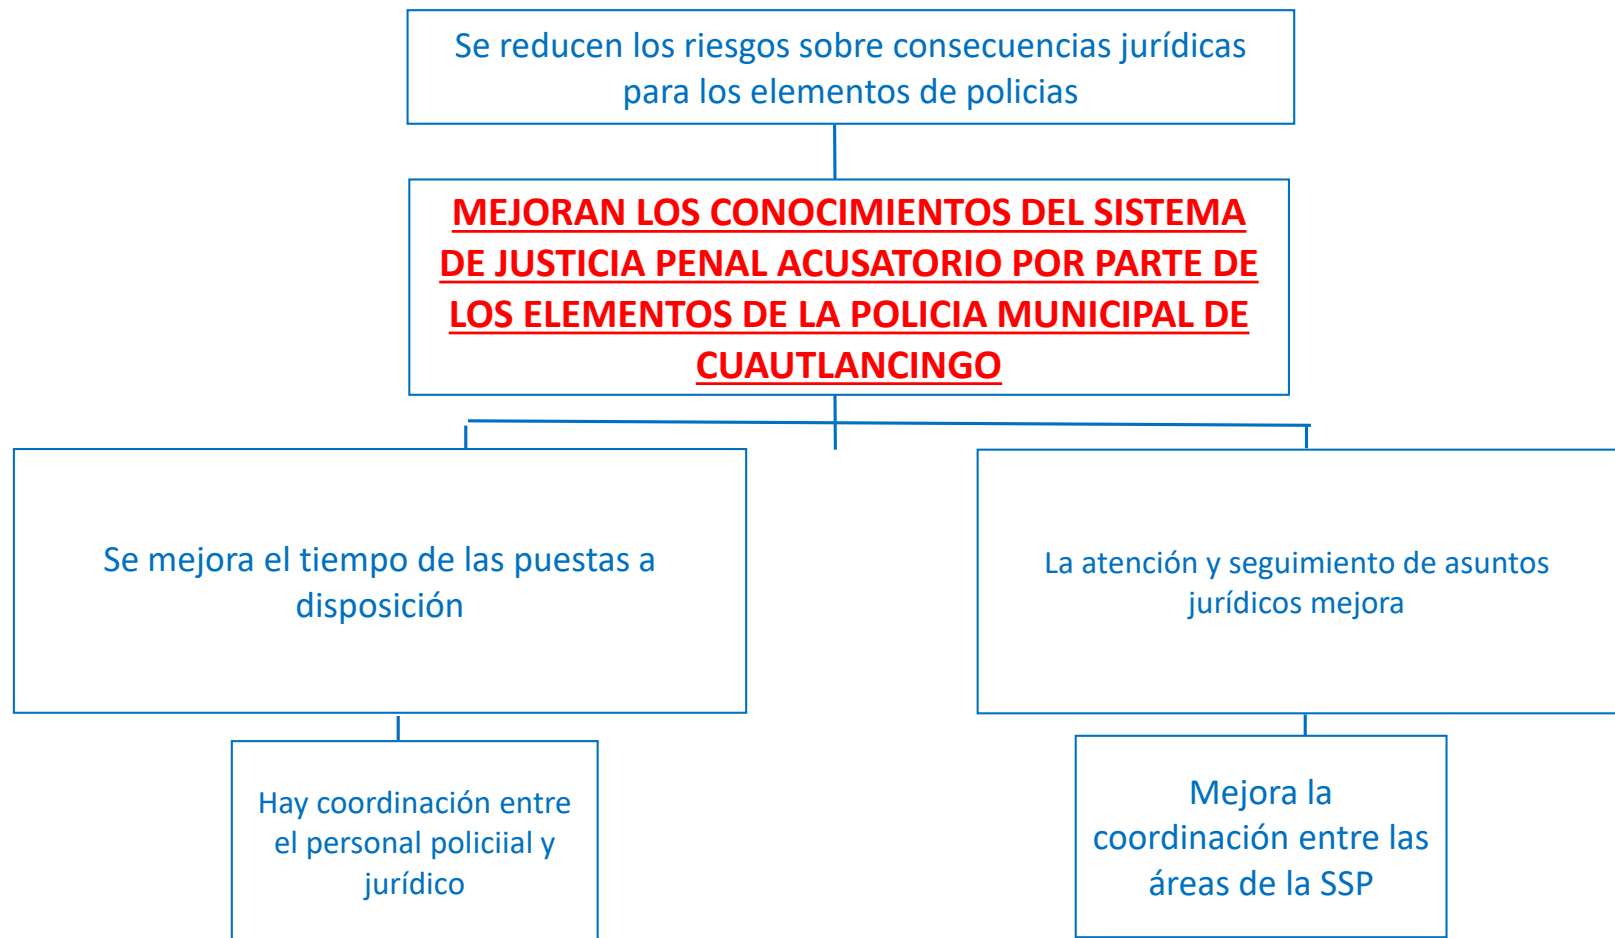 Se reducen los riesgos sobre consecuencias jurídicas
para los elementos de policias
MEJORAN LOS CONOCIMIENTOS DEL SISTEMA
DE JUSTICIA PENAL ACUSATORIO POR PARTE DE
LOS ELEMENTOS DE LA POLICIA MUNICIPAL DE
CUAUTLANCINGO
Se mejora el tiempo de las puestas a
disposición
La atención y seguimiento de asuntos
jurídicos mejora
Hay coordinación entre
el personal policiial y
jurídico
Mejora la
coordinación entre las
áreas de la SSP